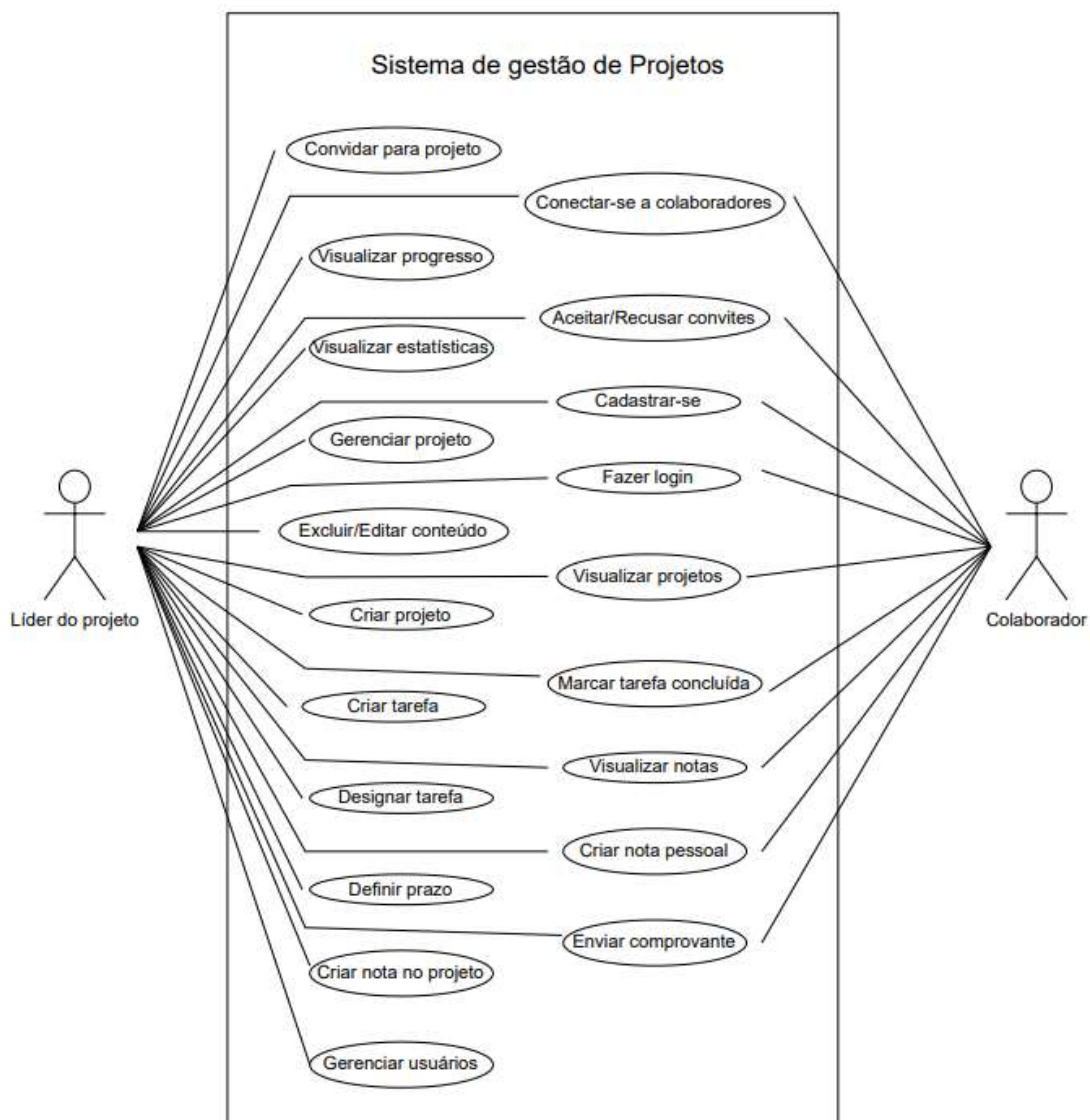 Sistema de gestão de Projetos
Convidar para projeto
Conectar-se a colaboradores
Visualizar progresso
Aceitar/Recusar convites
Visualizar estatísticas
Cadastrar-se
Gerenciar projeto
Fazer login
Excluir/Editar conteúdo
Visualizar projetos
Líder do projeto
Criar projeto
Colaborador
Marcar tarefa concluída
Criar tarefa
Visualizar notas
Designar tarefa
Criar nota pessoal
Definir prazo
Enviar comprovante
Criar nota no projeto
Gerenciar usuários